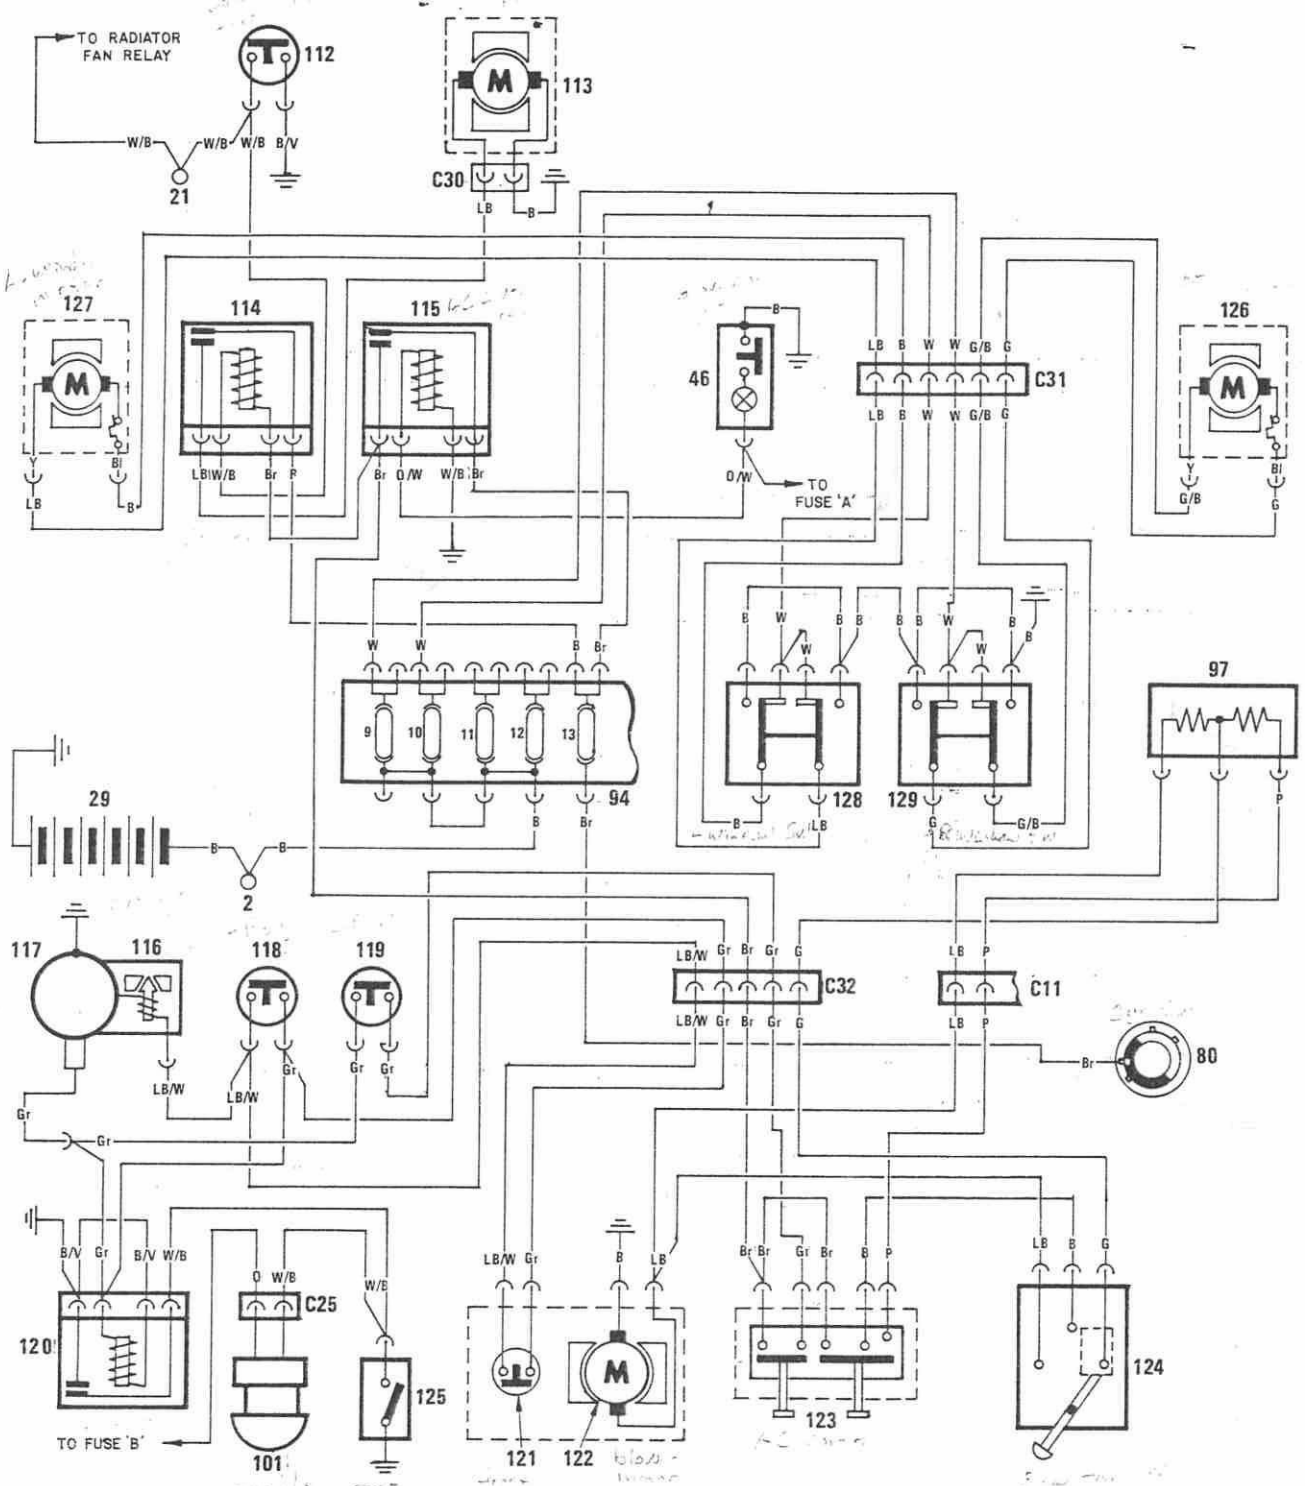 TO RADIATOR
FAN RELAY
112
113
W/B W/B W/B B/V
21
C30
LB B
127
114
115
46
B
126
LB B W W G/B G
C31
LB B W W G/B G
M
M
M
Y Bl
LB B
LB W/B Br
Br O/W W/B Br
O/W
TO
FUSE 'A'
Y Bl
G/B G
B W W B B B B W W B B
W W B Br
97
9 10 11 12 13
94
128
129
B LB G G/B
P
29
B B
2
B Br
117
116
118
119
LB/W Gr Br Gr G
C32
LB/W Gr Br Gr G
LB P
C11
LB P
80
Br
LB/W LB/W Gr Gr Gr
Gr
Gr
B/V Gr B/V W/B
O W/B
W/B
C25
LB/W Gr B LB
Br Br Gr Br B P
LB B G
120
M
125
124
123
TO FUSE 'B'
101
121
122